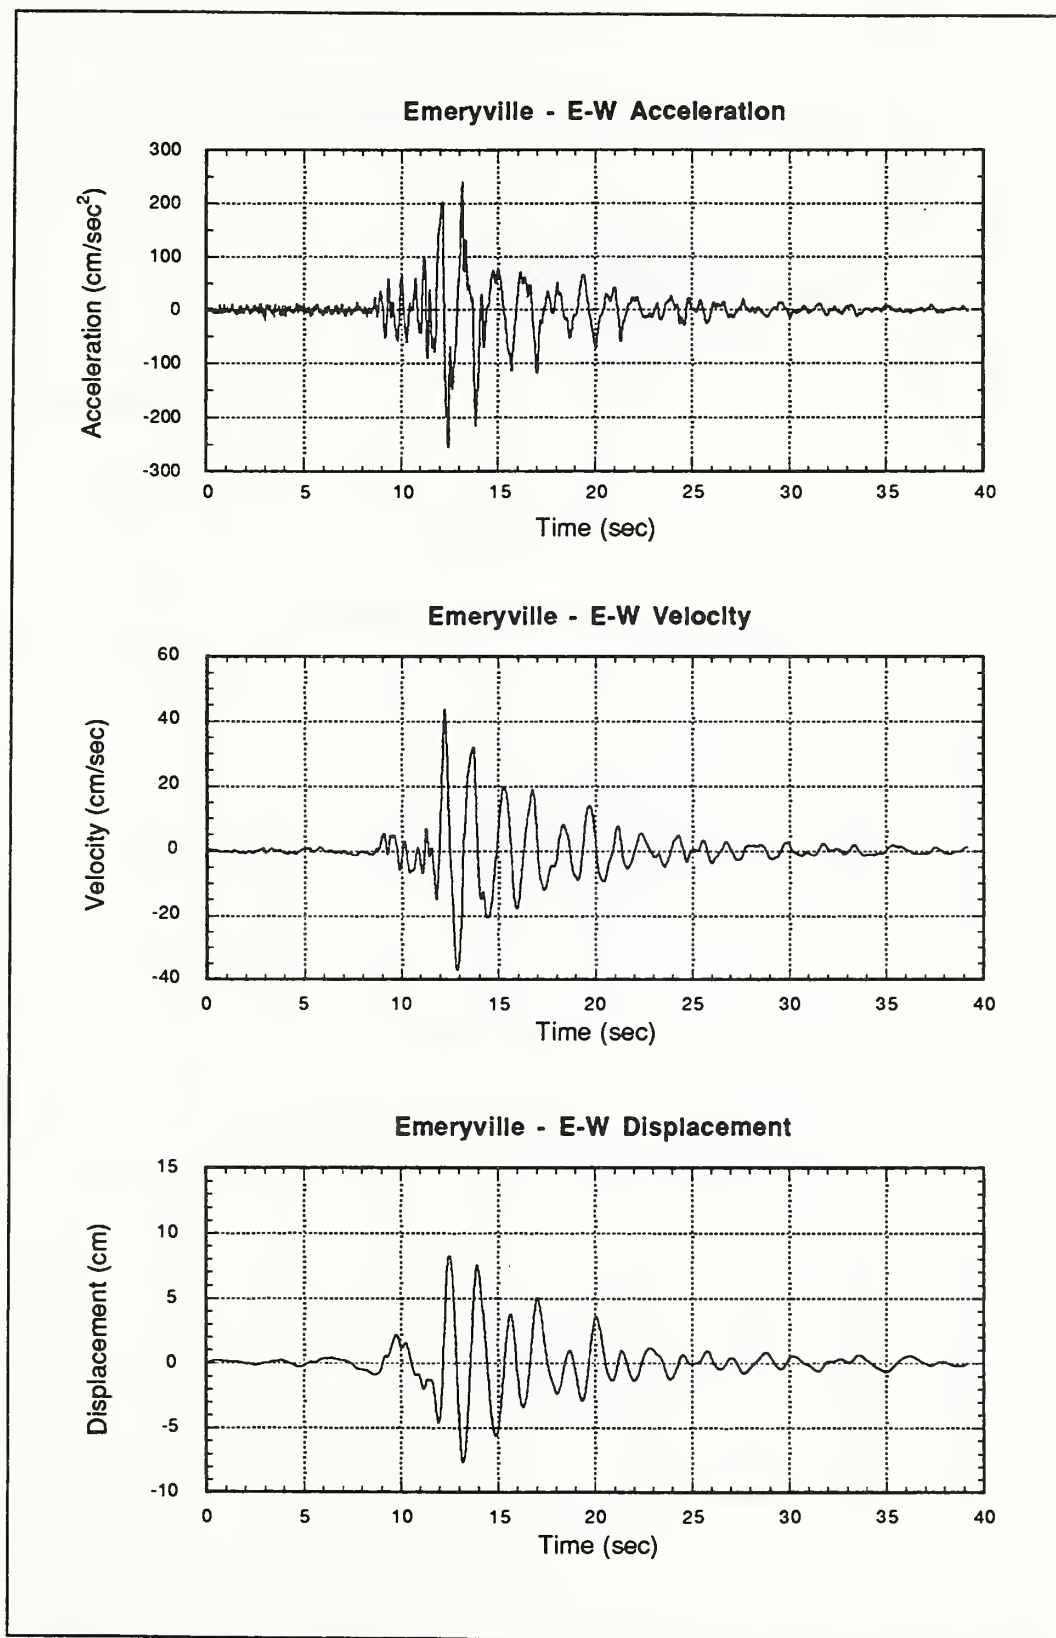 Emeryville - E-W Acceleration
Acceleration (cm/sec²)
300
200
100
0
-100
-200
-300
0 5 10 15 20 25 30 35 40
Time (sec)
Emeryville - E-W Velocity
Velocity (cm/sec)
60
40
20
0
-20
-40
0 5 10 15 20 25 30 35 40
Time (sec)
Emeryville - E-W Displacement
Displacement (cm)
15
10
5
0
-5
-10
0 5 10 15 20 25 30 35 40
Time (sec)